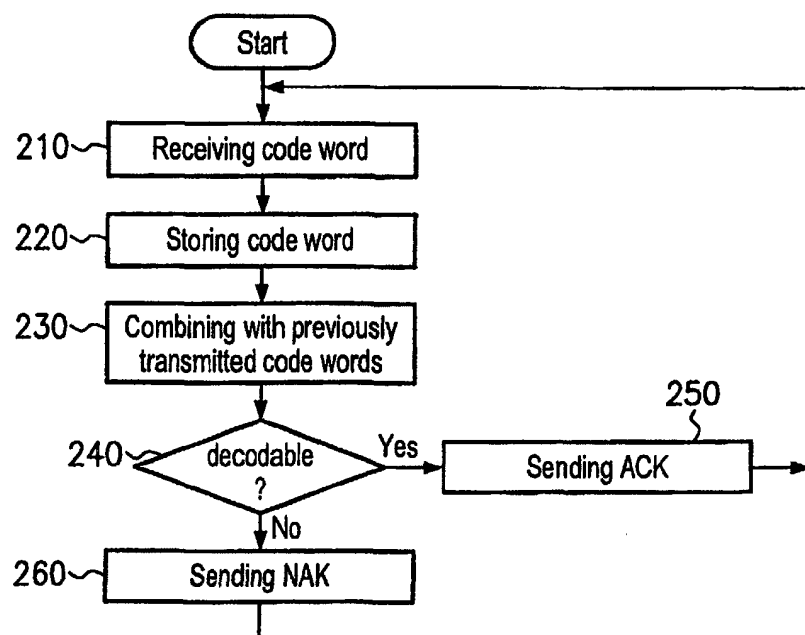 Start
210
Receiving code word
220
Storing code word
230
Combining with previously
transmitted code words
240
decodable
?
Yes
250
Sending ACK
No
260
Sending NAK